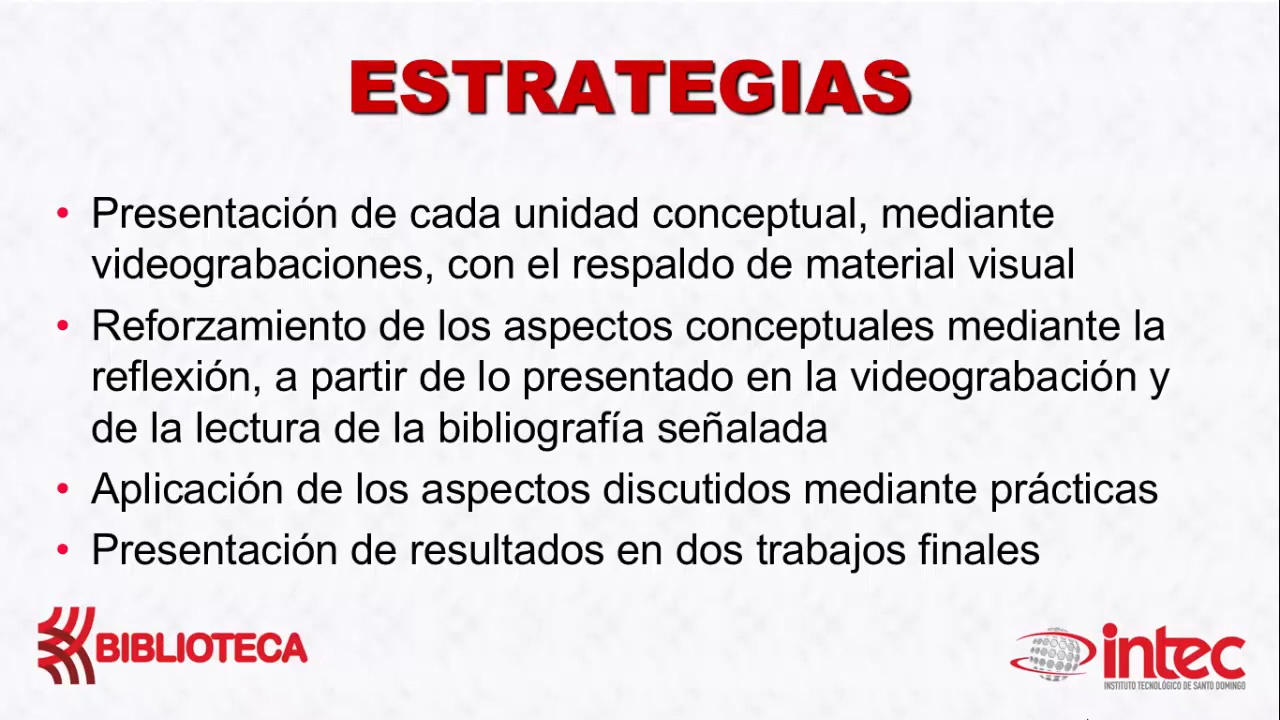 ESTRATEGIAS
• Presentación de cada unidad conceptual, mediante
videograbaciones, con el respaldo de material visual
• Reforzamiento de los aspectos conceptuales mediante la
reflexión, a partir de lo presentado en la videograbación y
de la lectura de la bibliografía señalada
• Aplicación de los aspectos discutidos mediante prácticas
• Presentación de resultados en dos trabajos finales
BIBLIOTECA
intec
INSTITUTO TECNOLÓGICO DE SANTO DOMINGO